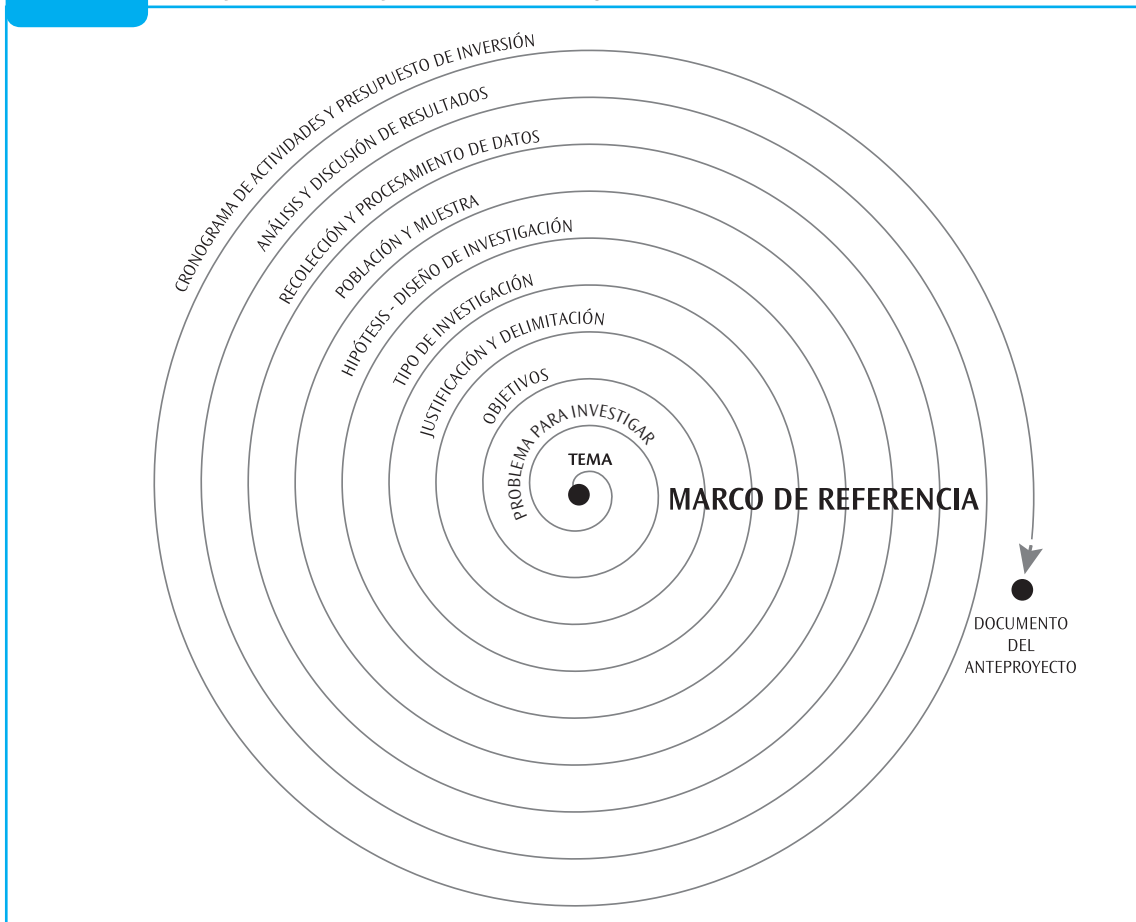 CRONOGRAMA DE ACTIVIDADES Y PRESUPUESTO DE INVERSIÓN
ANÁLISIS Y DISCUSIÓN DE RESULTADOS
RECOLECCIÓN Y PROCESAMIENTO DE DATOS
POBLACIÓN Y MUESTRA
HIPÓTESIS - DISEÑO DE INVESTIGACIÓN
TIPO DE INVESTIGACIÓN
JUSTIFICACIÓN Y DELIMITACIÓN
OBJETIVOS
PROBLEMA PARA INVESTIGAR
TEMA
MARCO DE REFERENCIA
DOCUMENTO
DEL
ANTEPROYECTO